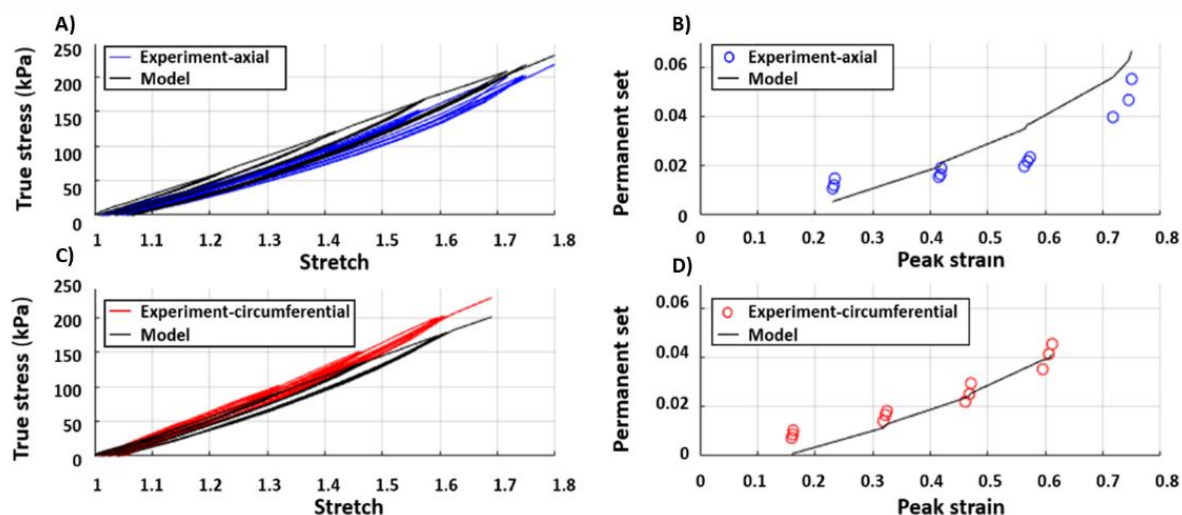 A)
True stress (kPa)
250
200
150
100
50
0
Experiment-axial
Model
1 1.1 1.2 1.3 1.4 1.5 1.6 1.7 1.8
Stretch
B)
Permanent set
0.06
0.04
0.02
0
Experiment-axial
Model
0 0.1 0.2 0.3 0.4 0.5 0.6 0.7 0.8
Peak strain
C)
True stress (kPa)
250
200
150
100
50
0
Experiment-circumferential
Model
1 1.1 1.2 1.3 1.4 1.5 1.6 1.7 1.8
Stretch
D)
Permanent set
0.06
0.04
0.02
0
Experiment-circumferential
Model
0 0.1 0.2 0.3 0.4 0.5 0.6 0.7 0.8
Peak strain